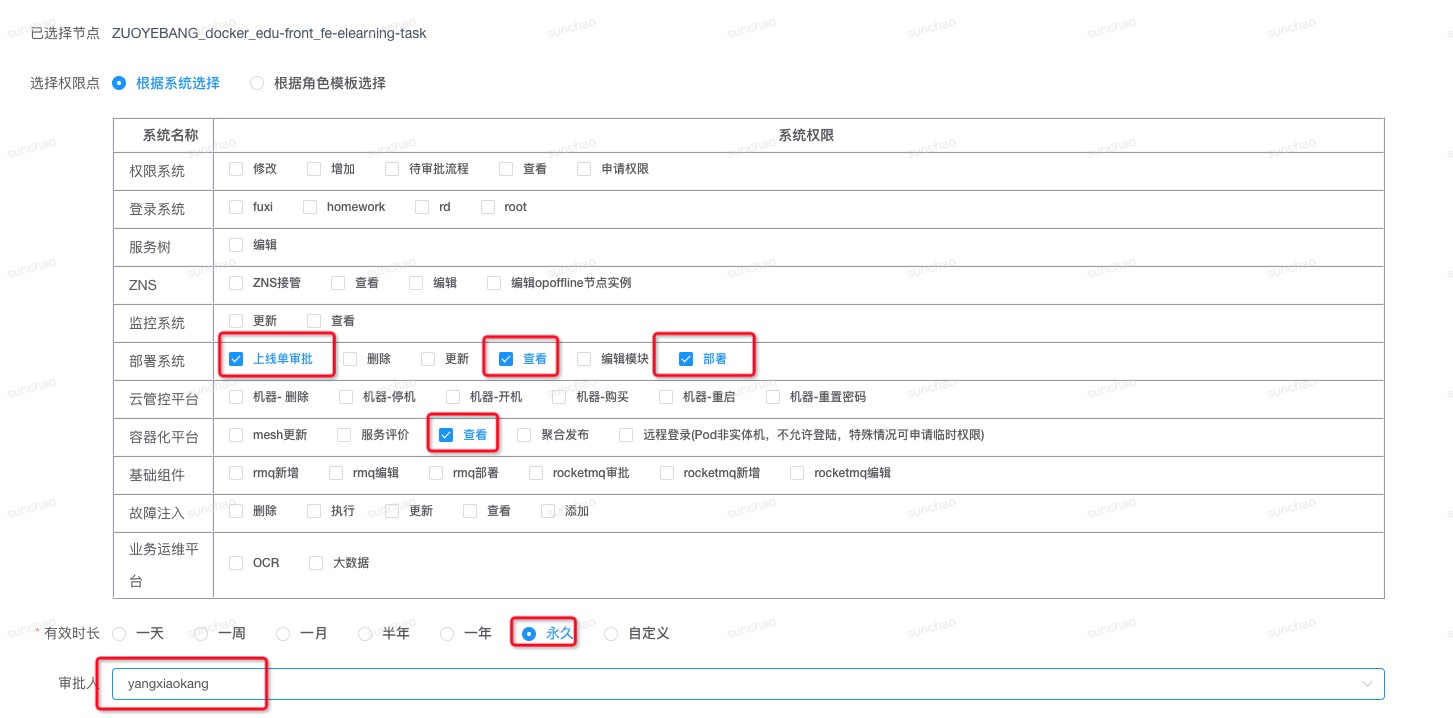 已选择节点 ZUOYEBANG_docker_edu-front_fe-elearning-task
选择权限点 根据系统选择 根据角色模板选择
系统名称 系统权限
权限系统 修改 增加 待审批流程 查看 申请权限
登录系统 fuxi homework rd root
服务树 编辑
ZNS ZNS接管 查看 编辑 编辑opoffline节点实例
监控系统 更新 查看
部署系统 上线单审批 删除 更新 查看 编辑模块 部署
云管控平台 机器- 删除 机器-停机 机器-开机 机器-购买 机器-重启 机器-重置密码
容器化平台 mesh更新 服务评价 查看 聚合发布 远程登录(Pod非实体机，不允许登陆，特殊情况可申请临时权限)
基础组件 rmq新增 rmq编辑 rmq部署 rocketmq审批 rocketmq新增 rocketmq编辑
故障注入 删除 执行 更新 查看 添加
业务运维平
台 OCR 大数据
* 有效时长 一天 一周 一月 半年 一年 永久 自定义
审批人 yangxiaokang
sunchao